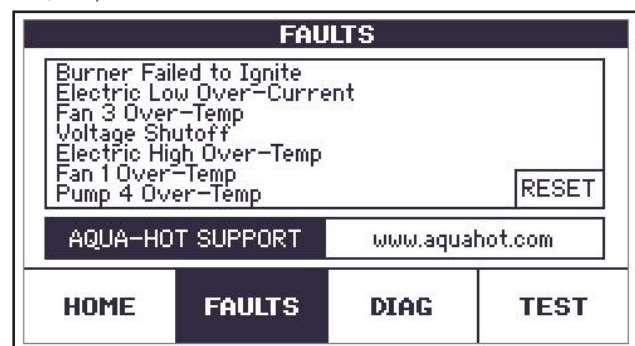 FAULTS
Burner Failed to Ignite
Electric Low Over-Current
Fan 3 Over-Temp
Voltage Shutoff
Electric High Over-Temp
Fan 1 Over-Temp
Pump 4 Over-Temp
RESET
AQUA-HOT SUPPORT www.aquahot.com
HOME FAULTS DIAG TEST